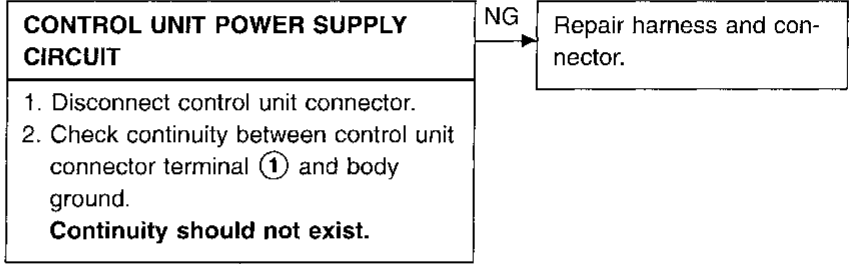 CONTROL UNIT POWER SUPPLY
CIRCUIT
1. Disconnect control unit connector.
2. Check continuity between control unit
connector terminal ① and body
ground.
Continuity should not exist.
NG
Repair harness and con-
nector.